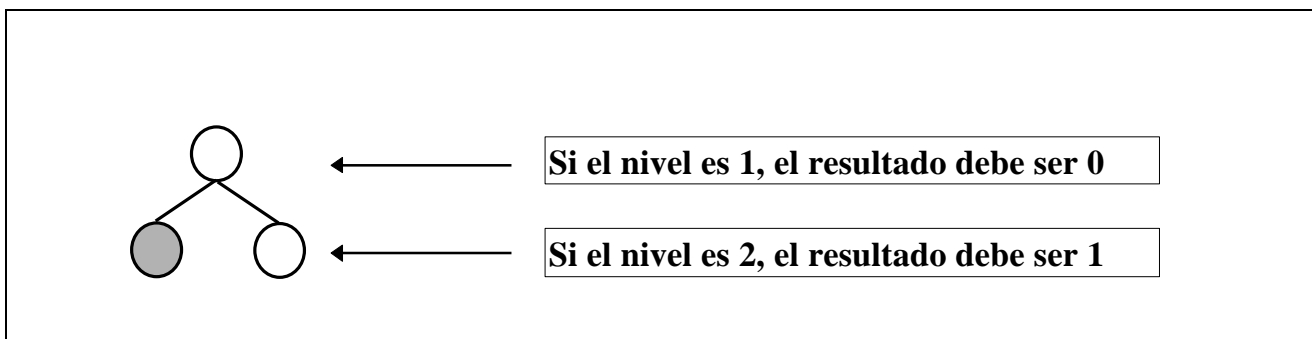 Si el nivel es 1, el resultado debe ser 0
Si el nivel es 2, el resultado debe ser 1